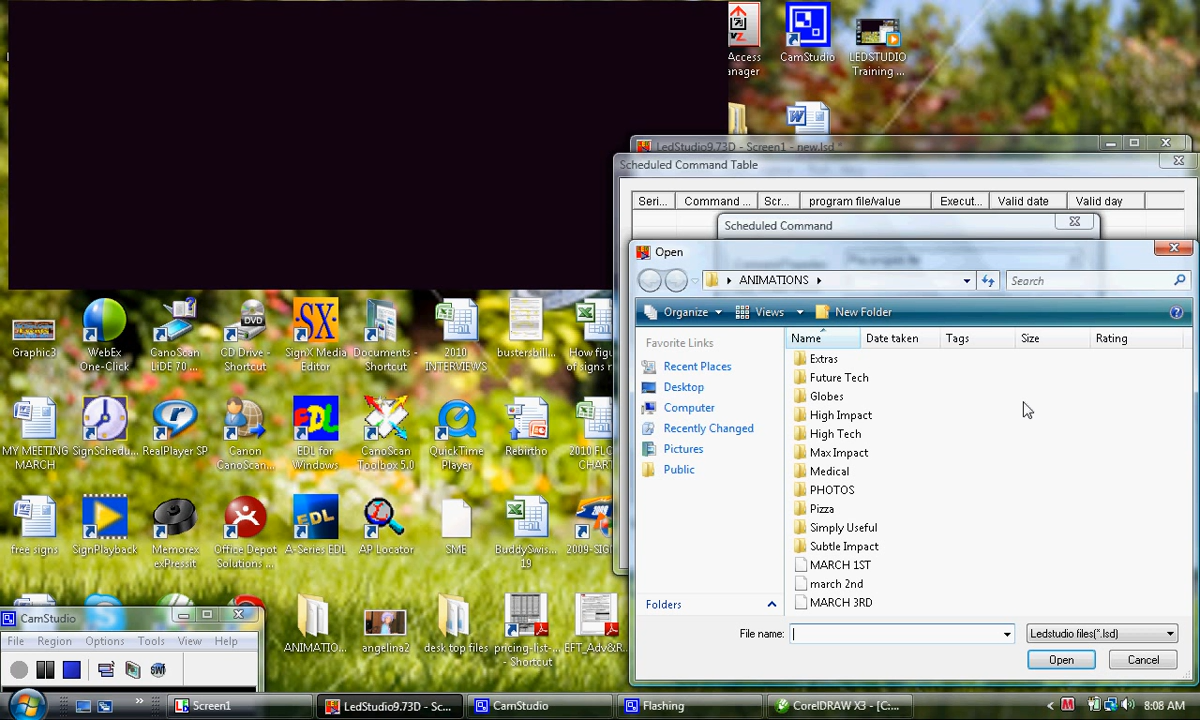 Access
anager
CamStudio
LEDSTUDIO
Training ...
LedStudio9.73D - Screen1 - new.lsd *
Scheduled Command Table
Seri... Command ... Scr... program file/value Execut... Valid date Valid day
Scheduled Command
Open
ANIMATIONS
Search
Organize Views New Folder
Favorite Links
Recent Places
Desktop
Computer
Recently Changed
Pictures
Public
Folders
Name Date taken Tags Size Rating
Extras
Future Tech
Globes
High Impact
High Tech
Max Impact
Medical
PHOTOS
Pizza
Simply Useful
Subtle Impact
MARCH 1ST
march 2nd
MARCH 3RD
File name:
Ledstudio files(*.lsd)
Open Cancel
Graphic3
WebEx
One-Click
CanoScan
LiDE 70 ...
DVD
CD Drive -
Shortcut
SX
SignX Media
Editor
Documents -
Shortcut
2010
INTERVIEWS
bustersbill...
How figu
of signs r
MY MEETING
MARCH
SignSchedu...
RealPlayer SP
Canon
CanoScan...
EDL
EDL for
Windows
CanoScan
Toolbox 5.0
QuickTime
Player
Rebirtho
2010 FLC
CHART
free signs
SignPlayback
Memorex
exPressit
Office Depot
Solutions ...
EDL
A-Series EDL
AP Locator
SME
BuddySwis...
19
2009-SIG
ANIMATIO...
angelina2
desk top files
pricing-list-...
- Shortcut
EFT_Adv&R...
CamStudio
File Region Options Tools View Help
Screen1
LedStudio9.73D - Sc...
CamStudio
Flashing
CorelDRAW X3 - [C:...
8:08 AM